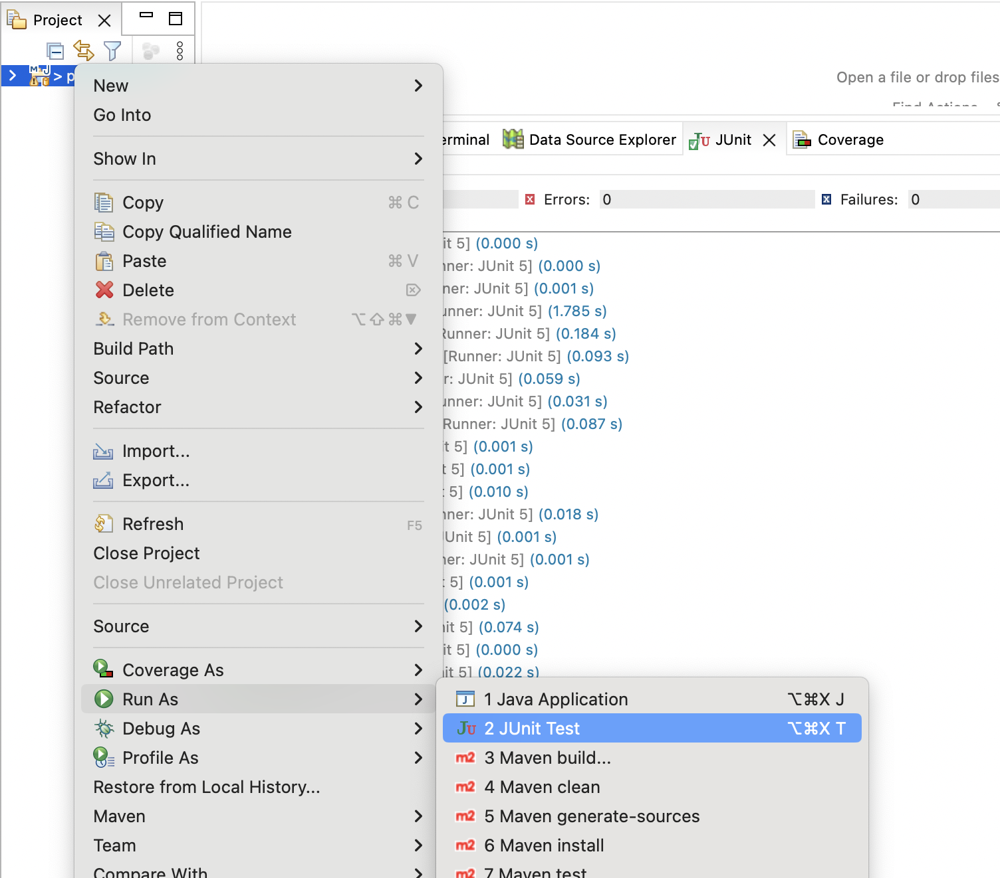 Project
> p
Open a file or drop files
New
Go Into
Show In
Copy ⌘ C
Copy Qualified Name
Paste ⌘ V
Delete
Remove from Context ⌥⇧⌘▼
Build Path
Source
Refactor
Import...
Export...
Refresh F5
Close Project
Close Unrelated Project
Source
Coverage As
Run As
Debug As
Profile As
Restore from Local History...
Maven
Team
Compare With
erminal
Data Source Explorer
JUnit
Coverage
Errors: 0
Failures: 0
it 5] (0.000 s)
nner: JUnit 5] (0.000 s)
ner: JUnit 5] (0.001 s)
unner: JUnit 5] (1.785 s)
Runner: JUnit 5] (0.184 s)
[Runner: JUnit 5] (0.093 s)
r: JUnit 5] (0.059 s)
unner: JUnit 5] (0.031 s)
Runner: JUnit 5] (0.087 s)
it 5] (0.001 s)
t 5] (0.001 s)
t 5] (0.010 s)
nner: JUnit 5] (0.018 s)
JUnit 5] (0.001 s)
ner: JUnit 5] (0.001 s)
t 5] (0.001 s)
(0.002 s)
nit 5] (0.074 s)
it 5] (0.000 s)
nit 5] (0.022 s)
1 Java Application ⌥⌘X J
2 JUnit Test ⌥⌘X T
3 Maven build...
4 Maven clean
5 Maven generate-sources
6 Maven install
7 Maven test